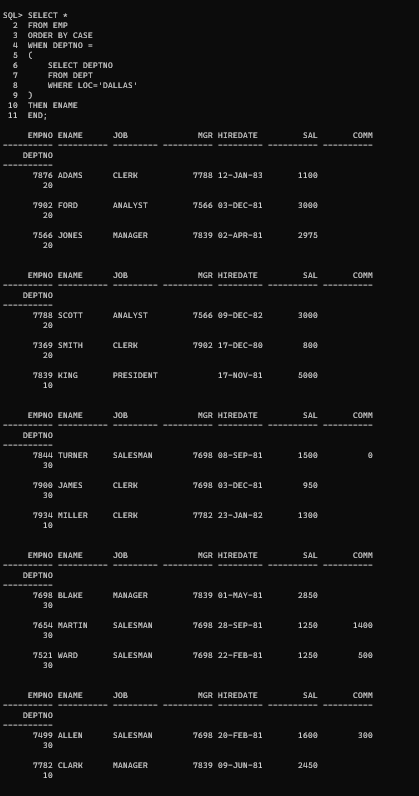 SQL> SELECT *
  2  FROM EMP
  3  ORDER BY CASE
  4  WHEN DEPTNO =
  5  (
  6      SELECT DEPTNO
  7      FROM DEPT
  8      WHERE LOC='DALLAS'
  9  )
 10  THEN ENAME
 11  END;

     EMPNO ENAME      JOB              MGR HIREDATE         SAL       COMM
---------- ---------- --------- ---------- --------- ---------- ----------
    DEPTNO
----------
      7876 ADAMS      CLERK           7788 12-JAN-83       1100
        20

      7902 FORD       ANALYST         7566 03-DEC-81       3000
        20

      7566 JONES      MANAGER         7839 02-APR-81       2975
        20


     EMPNO ENAME      JOB              MGR HIREDATE         SAL       COMM
---------- ---------- --------- ---------- --------- ---------- ----------
    DEPTNO
----------
      7788 SCOTT      ANALYST         7566 09-DEC-82       3000
        20

      7369 SMITH      CLERK           7902 17-DEC-80        800
        20

      7839 KING       PRESIDENT            17-NOV-81       5000
        10


     EMPNO ENAME      JOB              MGR HIREDATE         SAL       COMM
---------- ---------- --------- ---------- --------- ---------- ----------
    DEPTNO
----------
      7844 TURNER     SALESMAN        7698 08-SEP-81       1500          0
        30

      7900 JAMES      CLERK           7698 03-DEC-81        950
        30

      7934 MILLER     CLERK           7782 23-JAN-82       1300
        10


     EMPNO ENAME      JOB              MGR HIREDATE         SAL       COMM
---------- ---------- --------- ---------- --------- ---------- ----------
    DEPTNO
----------
      7698 BLAKE      MANAGER         7839 01-MAY-81       2850
        30

      7654 MARTIN     SALESMAN        7698 28-SEP-81       1250       1400
        30

      7521 WARD       SALESMAN        7698 22-FEB-81       1250        500
        30


     EMPNO ENAME      JOB              MGR HIREDATE         SAL       COMM
---------- ---------- --------- ---------- --------- ---------- ----------
    DEPTNO
----------
      7499 ALLEN      SALESMAN        7698 20-FEB-81       1600        300
        30

      7782 CLARK      MANAGER         7839 09-JUN-81       2450
        10